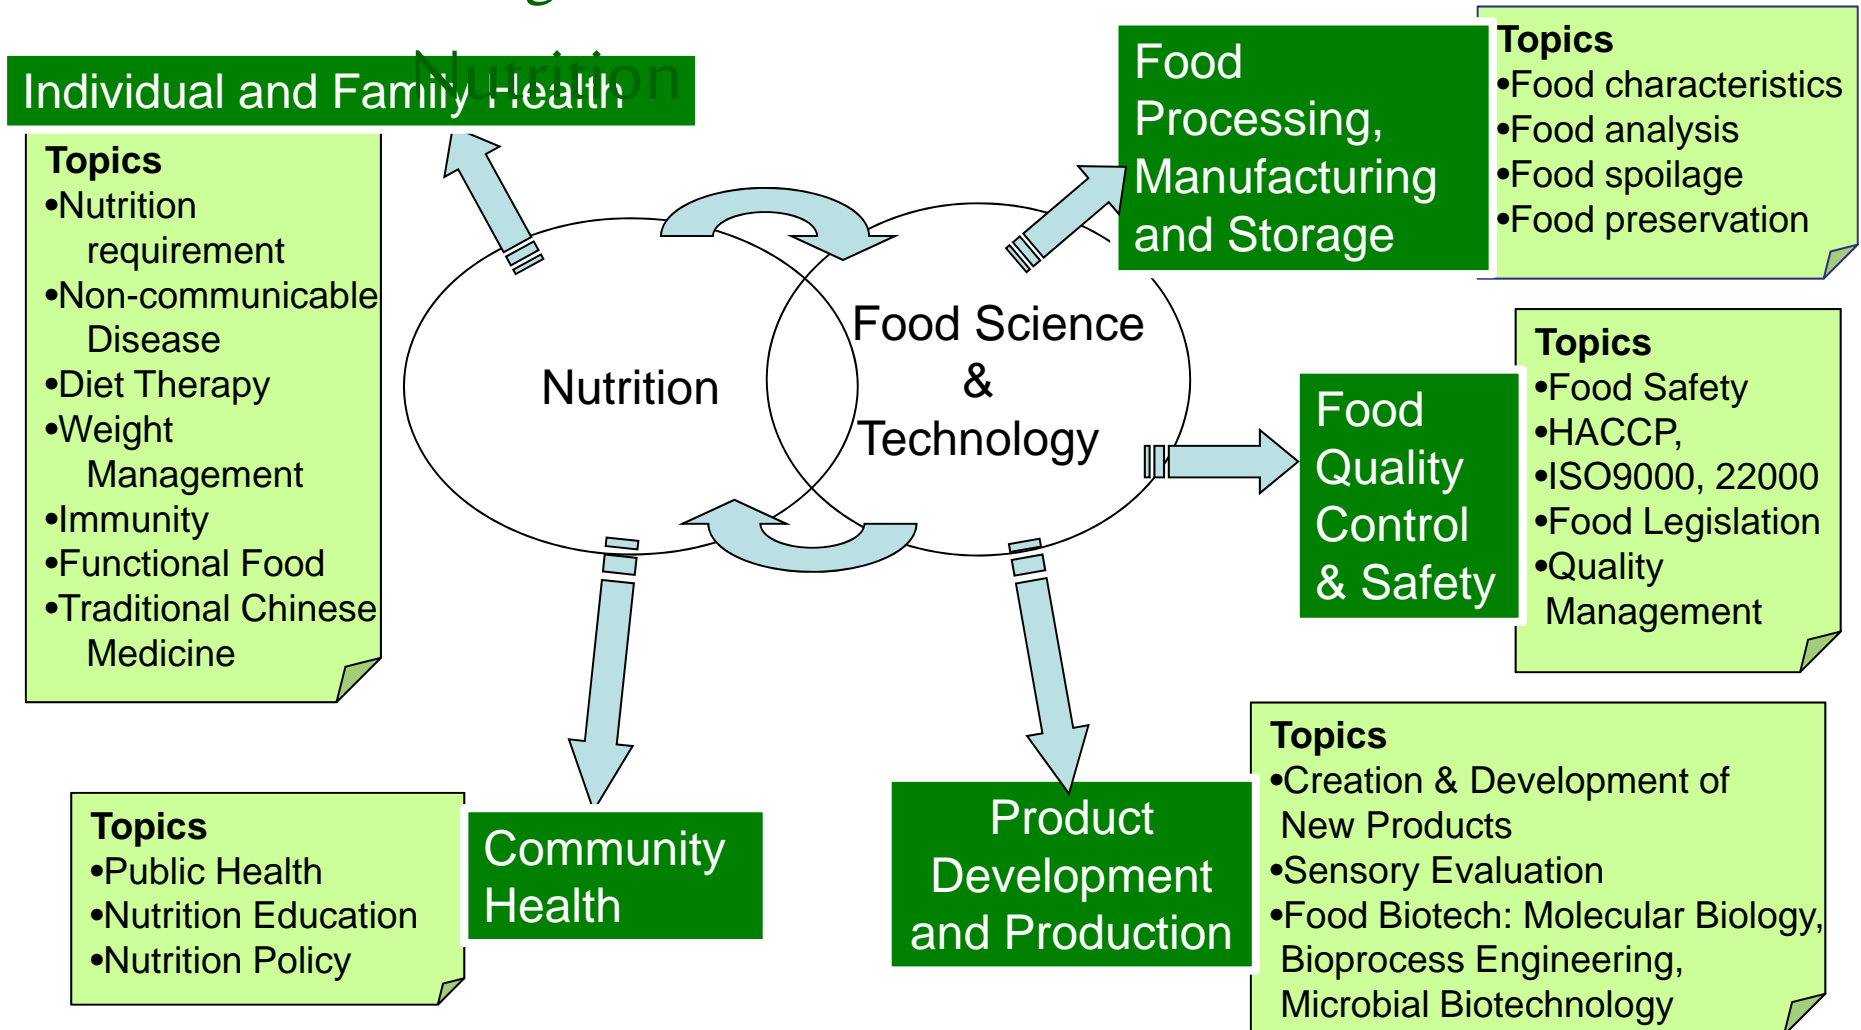 Nutrition
Individual and Family Health
Topics
•Nutrition
requirement
•Non-communicable
Disease
•Diet Therapy
•Weight
Management
•Immunity
•Functional Food
•Traditional Chinese
Medicine
Nutrition
Food Science
&
Technology
Food
Processing,
Manufacturing
and Storage
Topics
•Food characteristics
•Food analysis
•Food spoilage
•Food preservation
Food
Quality
Control
& Safety
Topics
•Food Safety
•HACCP,
•ISO9000, 22000
•Food Legislation
•Quality
Management
Topics
•Public Health
•Nutrition Education
•Nutrition Policy
Community
Health
Product
Development
and Production
Topics
•Creation & Development of
New Products
•Sensory Evaluation
•Food Biotech: Molecular Biology,
Bioprocess Engineering,
Microbial Biotechnology